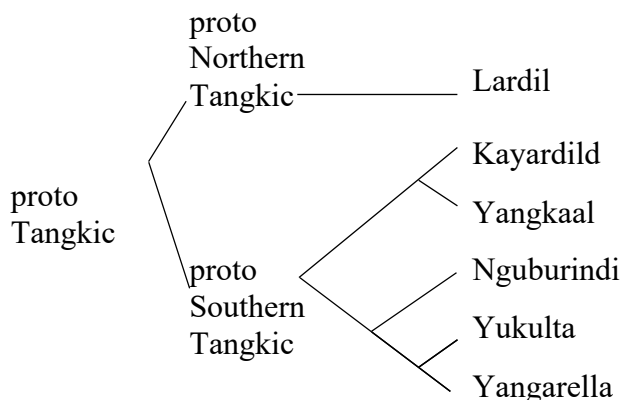 proto
Tangkic
proto
Northern
Tangkic
proto
Southern
Tangkic
Lardil
Kayardild
Yangkaal
Nguburindi
Yukulta
Yangarella